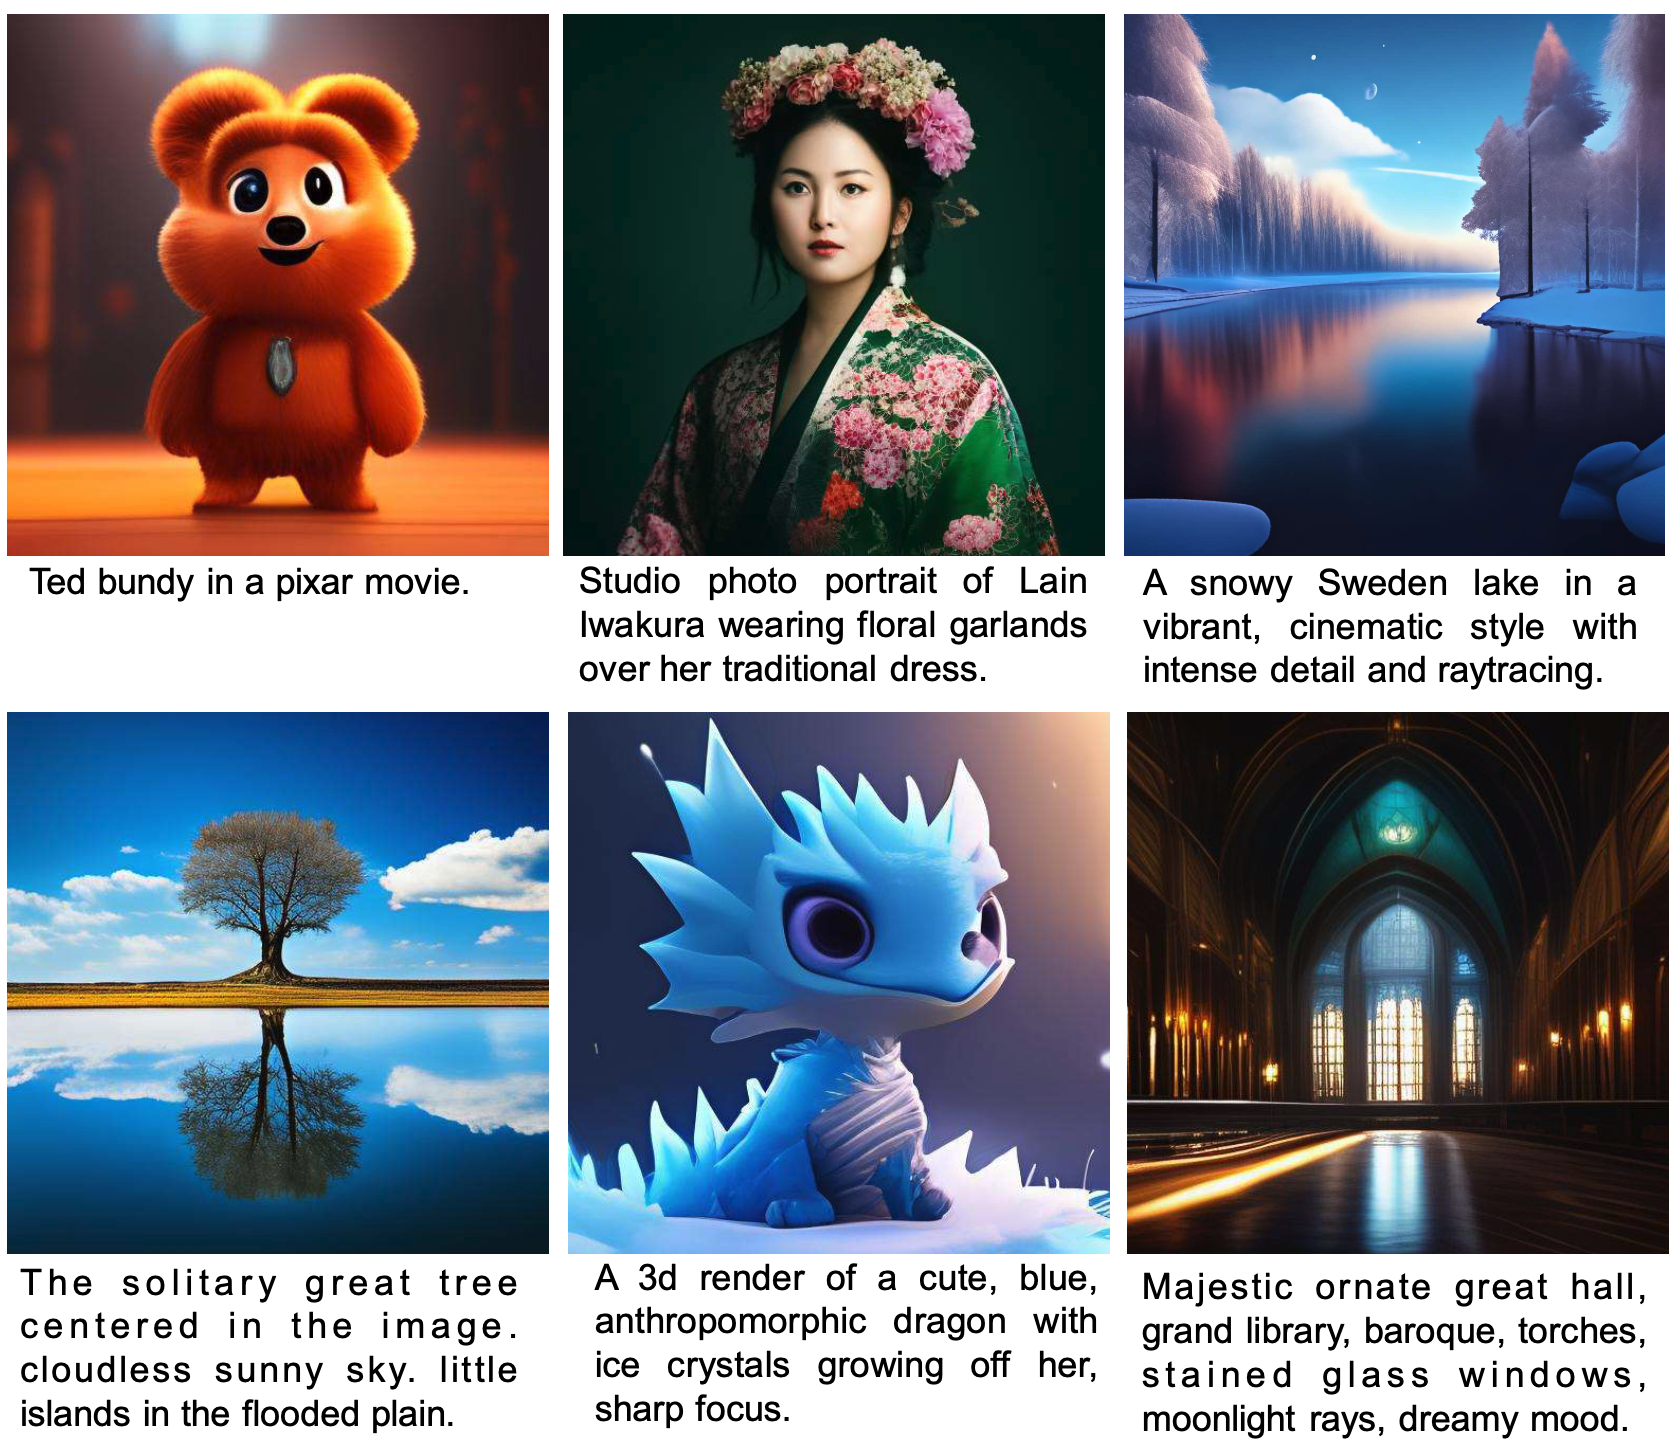 Ted bundy in a pixar movie.
Studio photo portrait of Lain
Iwakura wearing floral garlands
over her traditional dress.
A snowy Sweden lake in a
vibrant, cinematic style with
intense detail and raytracing.
The solitary great tree
centered in the image.
cloudless sunny sky. little
islands in the flooded plain.
A 3d render of a cute, blue,
anthropomorphic dragon with
ice crystals growing off her,
sharp focus.
Majestic ornate great hall,
grand library, baroque, torches,
stained glass windows,
moonlight rays, dreamy mood.